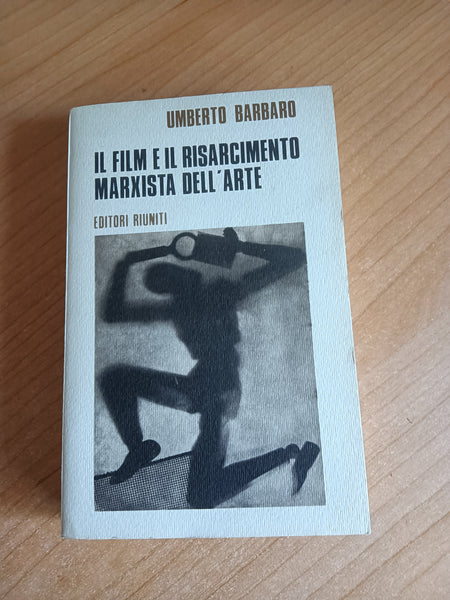 UMBERTO BARBARO
IL FILM E IL RISARCIMENTO
MARXISTA DELL'ARTE
EDITORI RIUNITI